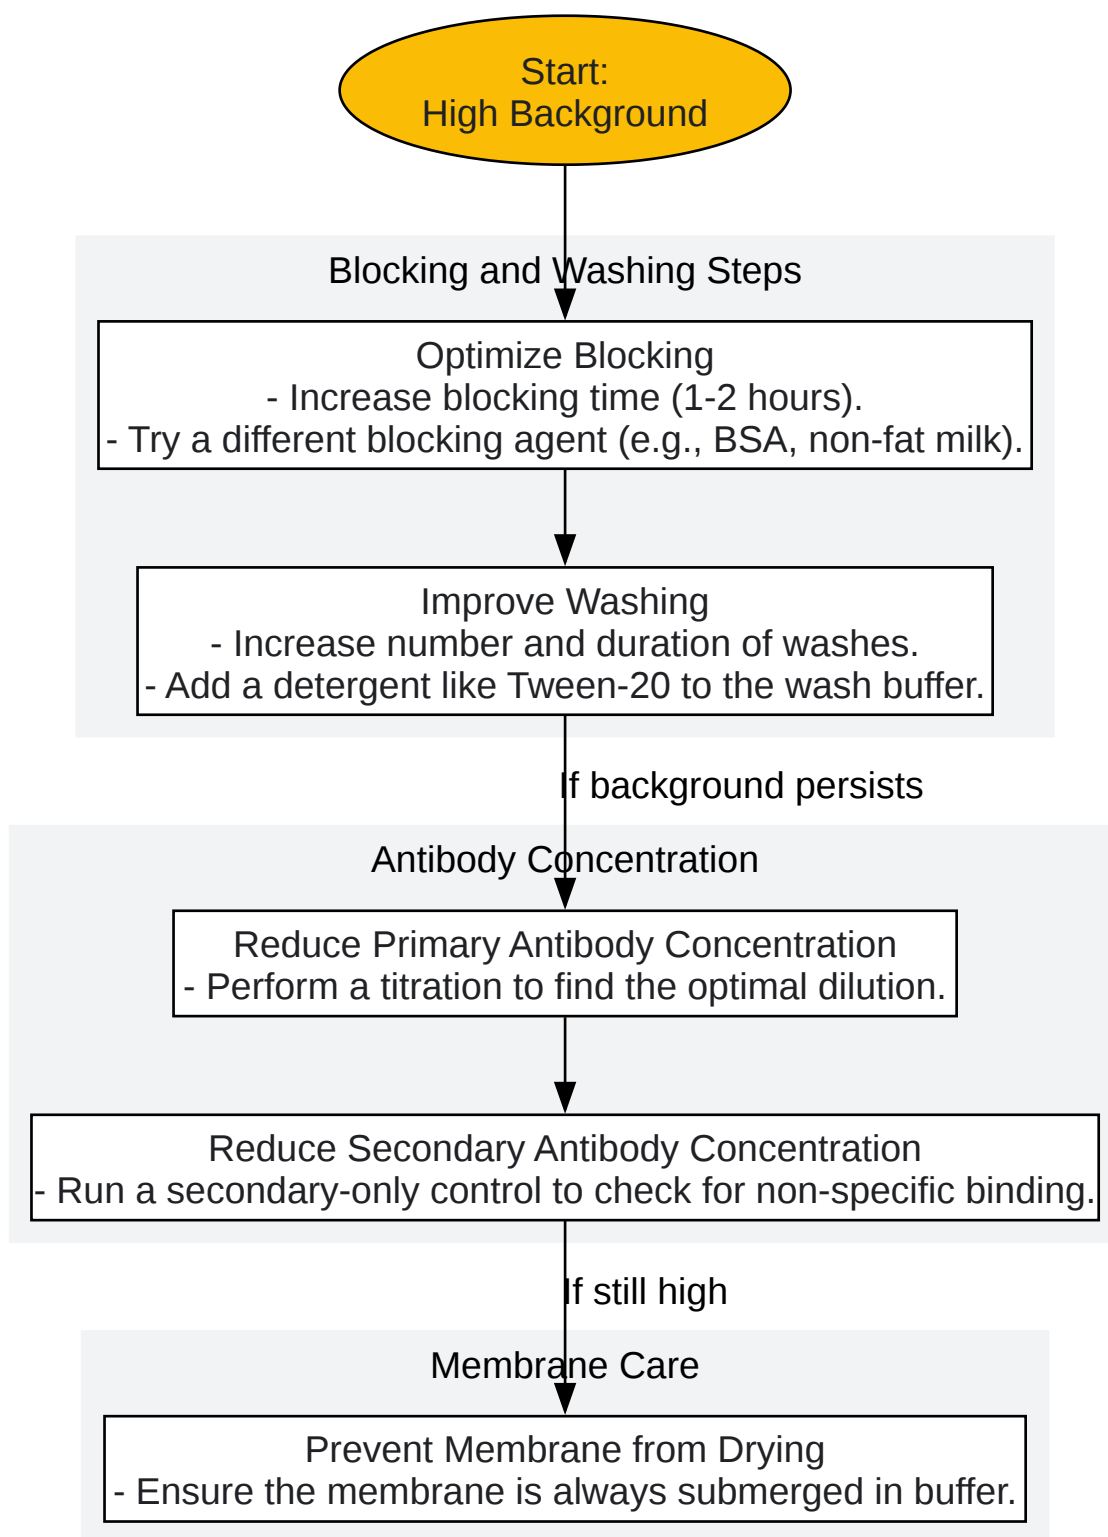 Start:
High Background
Blocking and Washing Steps
Optimize Blocking
- Increase blocking time (1-2 hours).
- Try a different blocking agent (e.g., BSA, non-fat milk).
Improve Washing
- Increase number and duration of washes.
- Add a detergent like Tween-20 to the wash buffer.
If background persists
Antibody Concentration
Reduce Primary Antibody Concentration
- Perform a titration to find the optimal dilution.
Reduce Secondary Antibody Concentration
- Run a secondary-only control to check for non-specific binding.
If still high
Membrane Care
Prevent Membrane from Drying
- Ensure the membrane is always submerged in buffer.